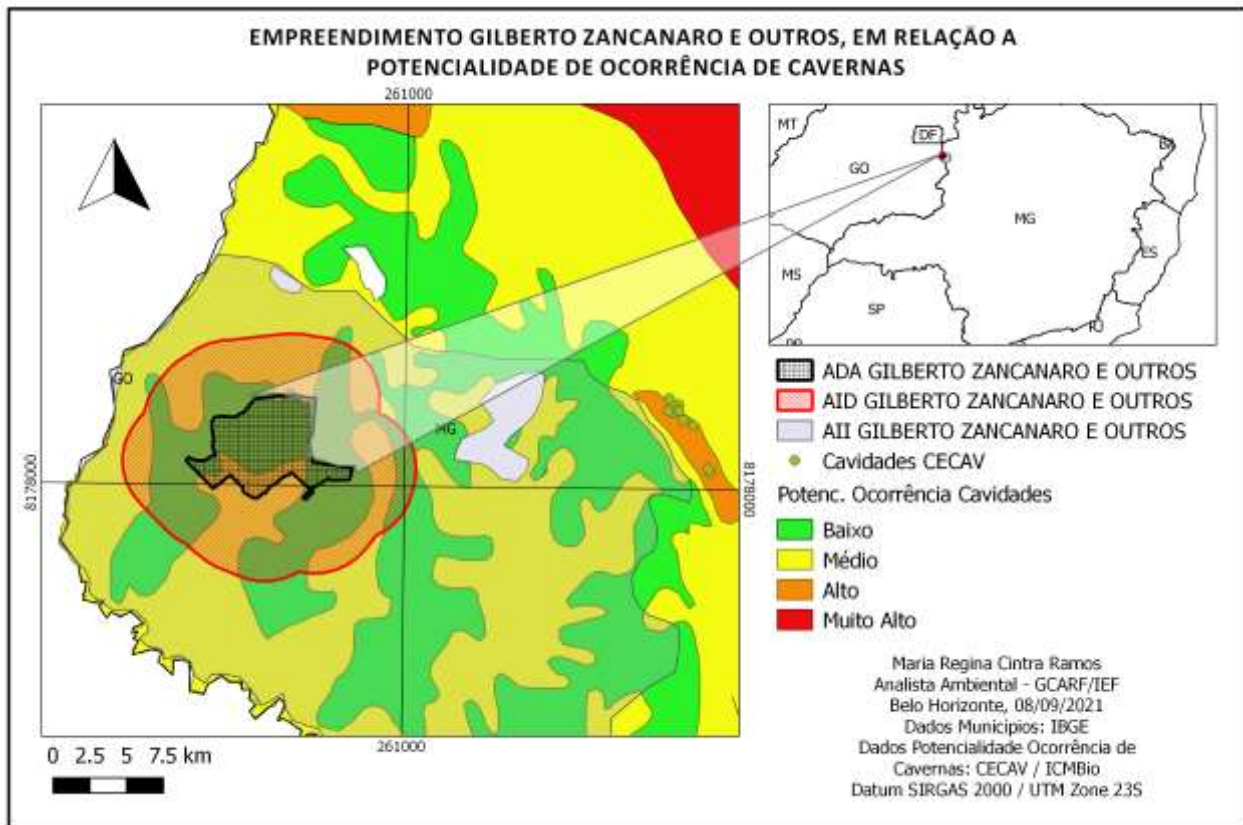 EMPREENDIMENTO GILBERTO ZANCANARO E OUTROS, EM RELAÇÃO A
POTENCIALIDADE DE OCORRÊNCIA DE CAVERNAS
261000
GO
MG
8178000
8178000
261000
0 2.5 5 7.5 km
MT
DF
GO
BA
MG
MS
ES
SP
RJ
ADA GILBERTO ZANCANARO E OUTROS
AID GILBERTO ZANCANARO E OUTROS
AII GILBERTO ZANCANARO E OUTROS
Cavidades CECAV
Potenc. Ocorrência Cavidades
Baixo
Médio
Alto
Muito Alto
Maria Regina Cintra Ramos
Analista Ambiental - GCARF/IEF
Belo Horizonte, 08/09/2021
Dados Municípios: IBGE
Dados Potencialidade Ocorrência de
Cavernas: CECAV / ICMBio
Datum SIRGAS 2000 / UTM Zone 23S